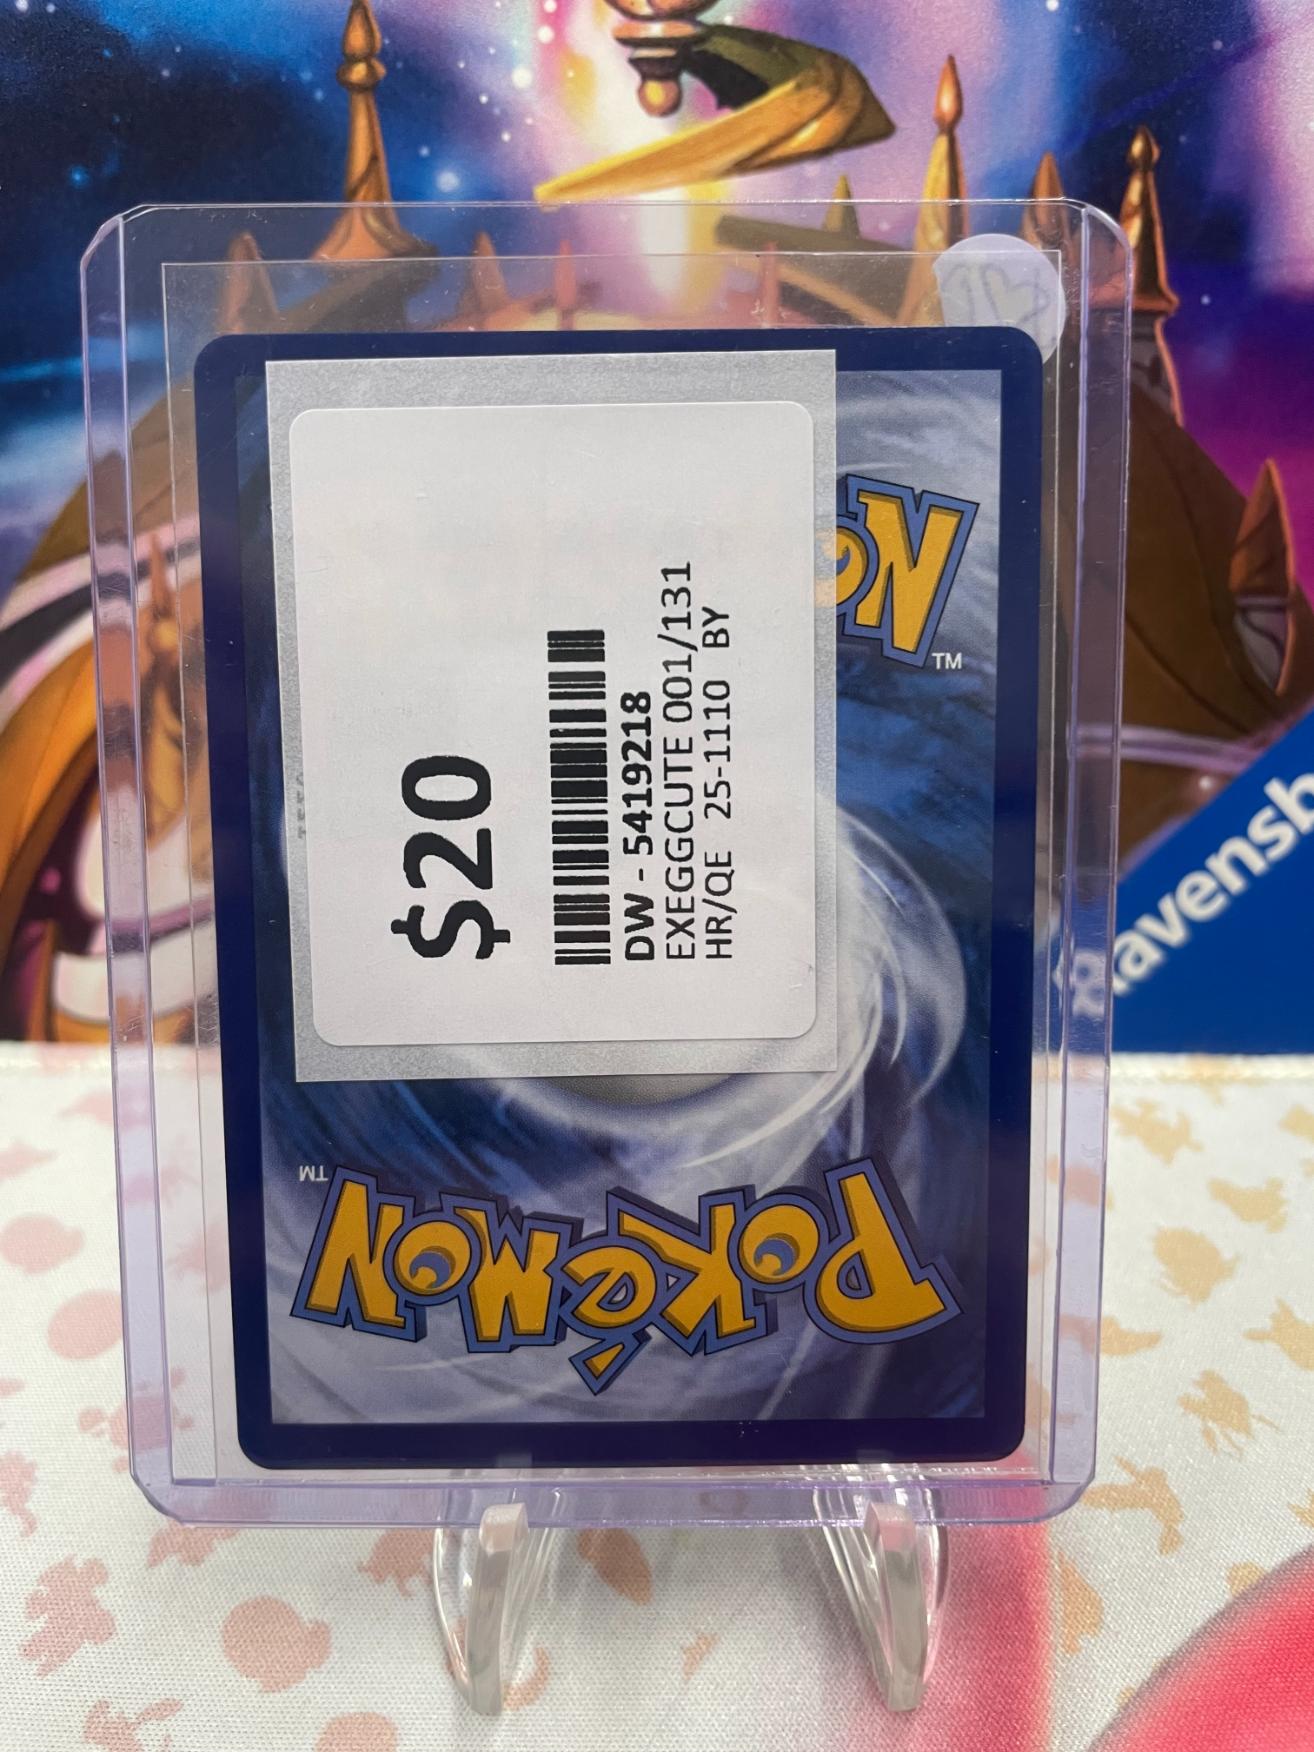 $20
DW - 5419218
EXEGGCUTE 001/131
HR/QE 25-1110 BY
TM
Pokémon
TM
Ravensb